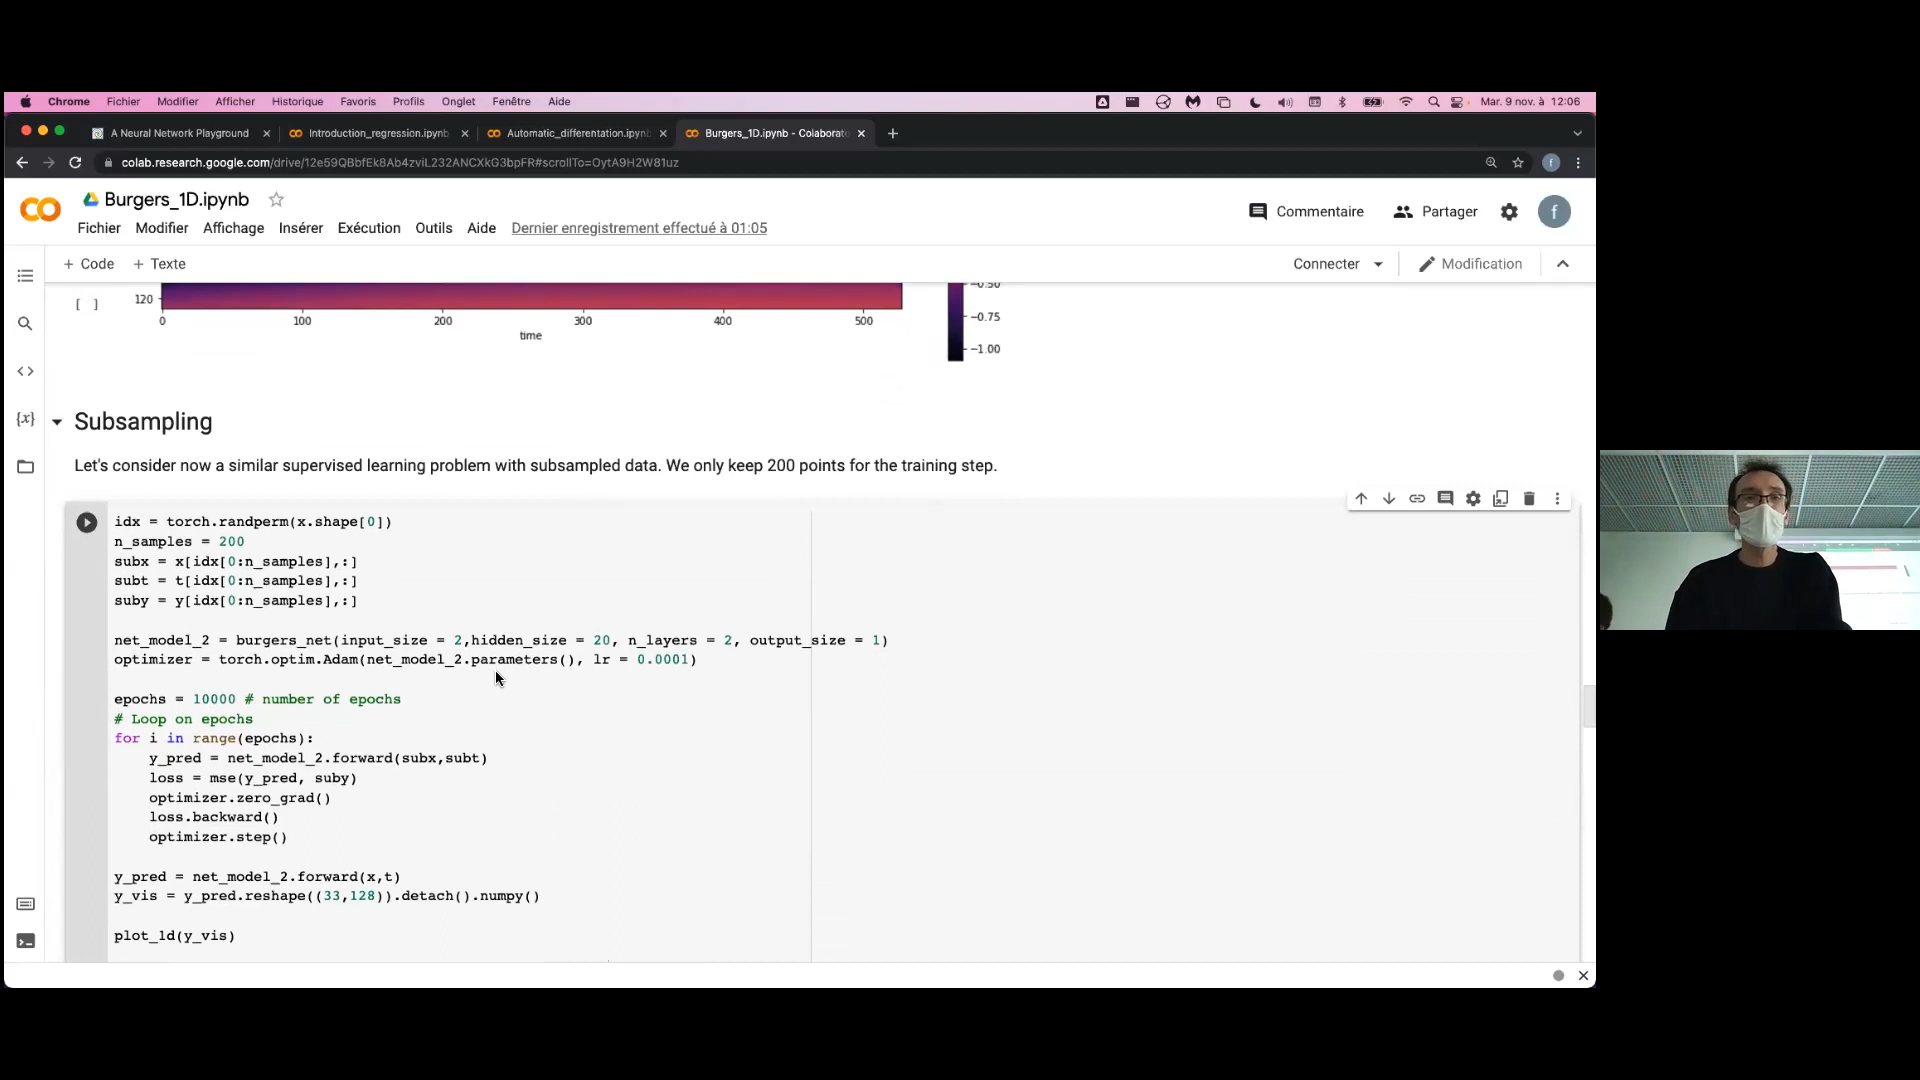 Chrome Fichier Modifier Afficher Historique Favoris Profils Onglet Fenêtre Aide Mar. 9 nov. à 12:06
A Neural Network Playground Introduction_regression.ipynb Automatic_differentation.ipynb Burgers_1D.ipynb - Colaborato
colab.research.google.com/drive/12e59QBbfEk8Ab4zviL232ANCXkG3bpFR#scrollTo=OytA9H2W81uz f
Burgers_1D.ipynb
Commentaire Partager f
Fichier Modifier Affichage Insérer Exécution Outils Aide Dernier enregistrement effectué à 01:05
+ Code + Texte Connecter Modification
[ ] 120 −0.50
0 100 200 300 400 500 −0.75
time
−1.00
Subsampling
Let's consider now a similar supervised learning problem with subsampled data. We only keep 200 points for the training step.
idx = torch.randperm(x.shape[0])
n_samples = 200
subx = x[idx[0:n_samples],:]
subt = t[idx[0:n_samples],:]
suby = y[idx[0:n_samples],:]
net_model_2 = burgers_net(input_size = 2,hidden_size = 20, n_layers = 2, output_size = 1)
optimizer = torch.optim.Adam(net_model_2.parameters(), lr = 0.0001)
epochs = 10000 # number of epochs
# Loop on epochs
for i in range(epochs):
y_pred = net_model_2.forward(subx,subt)
loss = mse(y_pred, suby)
optimizer.zero_grad()
loss.backward()
optimizer.step()
y_pred = net_model_2.forward(x,t)
y_vis = y_pred.reshape((33,128)).detach().numpy()
plot_1d(y_vis)